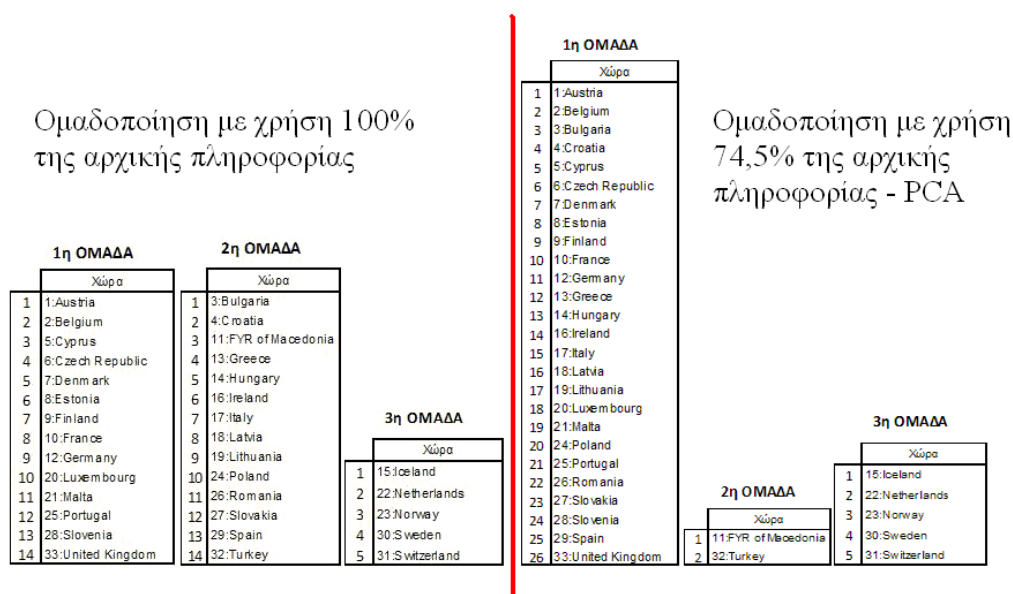 Ομαδοποίηση με χρήση 100%
της αρχικής πληροφορίας
1η ΟΜΑΔΑ
Χώρα
1 1:Austria
2 2:Belgium
3 5:Cyprus
4 6:Czech Republic
5 7:Denmark
6 8:Estonia
7 9:Finland
8 10:France
9 12:Germany
10 20:Luxembourg
11 21:Malta
12 25:Portugal
13 28:Slovenia
14 33:United Kingdom
2η ΟΜΑΔΑ
Χώρα
1 3:Bulgaria
2 4:Croatia
3 11:FYR of Macedonia
4 13:Greece
5 14:Hungary
6 16:Ireland
7 17:Italy
8 18:Latvia
9 19:Lithuania
10 24:Poland
11 26:Romania
12 27:Slovakia
13 29:Spain
14 32:Turkey
3η ΟΜΑΔΑ
Χώρα
1 15:Iceland
2 22:Netherlands
3 23:Norway
4 30:Sweden
5 31:Switzerland
1η ΟΜΑΔΑ
Χώρα
1 1:Austria
2 2:Belgium
3 3:Bulgaria
4 4:Croatia
5 5:Cyprus
6 6:Czech Republic
7 7:Denmark
8 8:Estonia
9 9:Finland
10 10:France
11 12:Germany
12 13:Greece
13 14:Hungary
14 16:Ireland
15 17:Italy
16 18:Latvia
17 19:Lithuania
18 20:Luxembourg
19 21:Malta
20 24:Poland
21 25:Portugal
22 26:Romania
23 27:Slovakia
24 28:Slovenia
25 29:Spain
26 33:United Kingdom
Ομαδοποίηση με χρήση
74,5% της αρχικής
πληροφορίας - PCA
2η ΟΜΑΔΑ
Χώρα
1 11:FYR of Macedonia
2 32:Turkey
3η ΟΜΑΔΑ
Χώρα
1 15:Iceland
2 22:Netherlands
3 23:Norway
4 30:Sweden
5 31:Switzerland